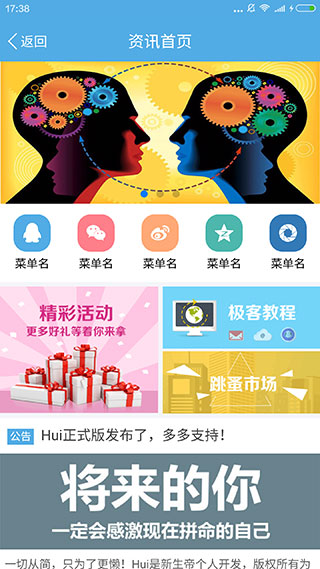 17:38
返回
资讯首页
菜单名 菜单名 菜单名 菜单名 菜单名
精彩活动
更多好礼等着你来拿
极客教程
跳蚤市场
公告 Hui正式版发布了，多多支持！
将来的你
一定会感激现在拼命的自己
一切从简，只为了更懒！Hui是新生帝个人开发，版权所有为